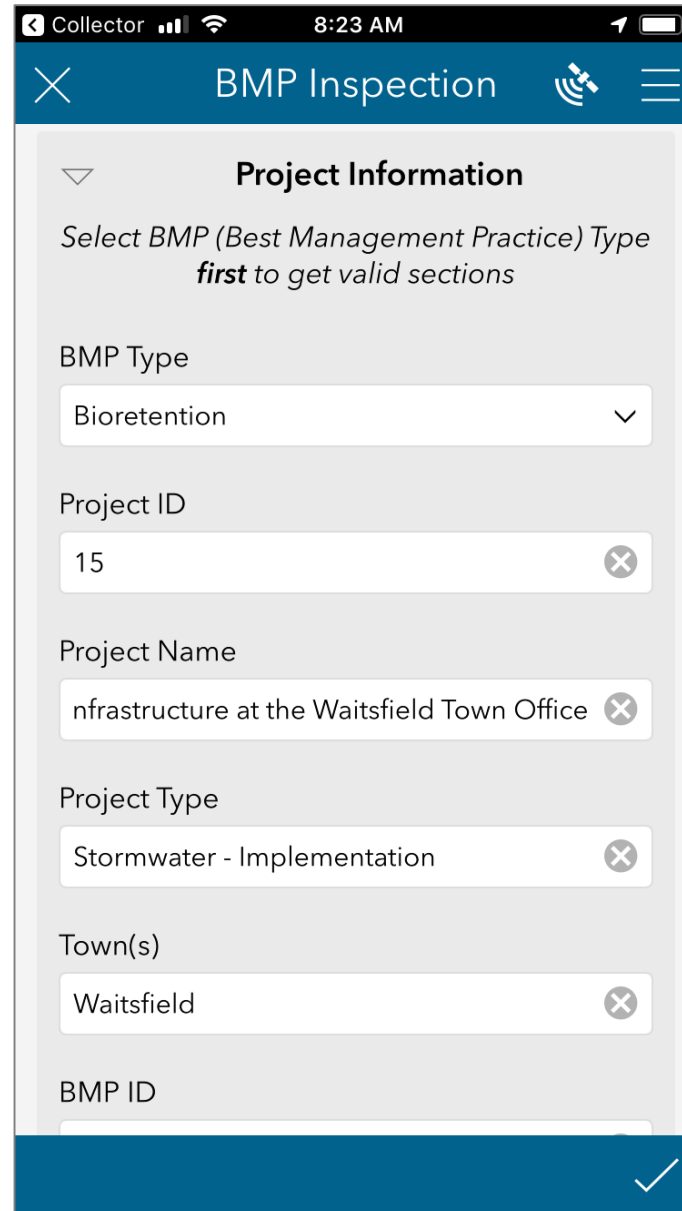 Collector 8:23 AM
BMP Inspection
Project Information
Select BMP (Best Management Practice) Type
first to get valid sections
BMP Type
Bioretention
Project ID
15
Project Name
nfrastructure at the Waitsfield Town Office
Project Type
Stormwater - Implementation
Town(s)
Waitsfield
BMP ID